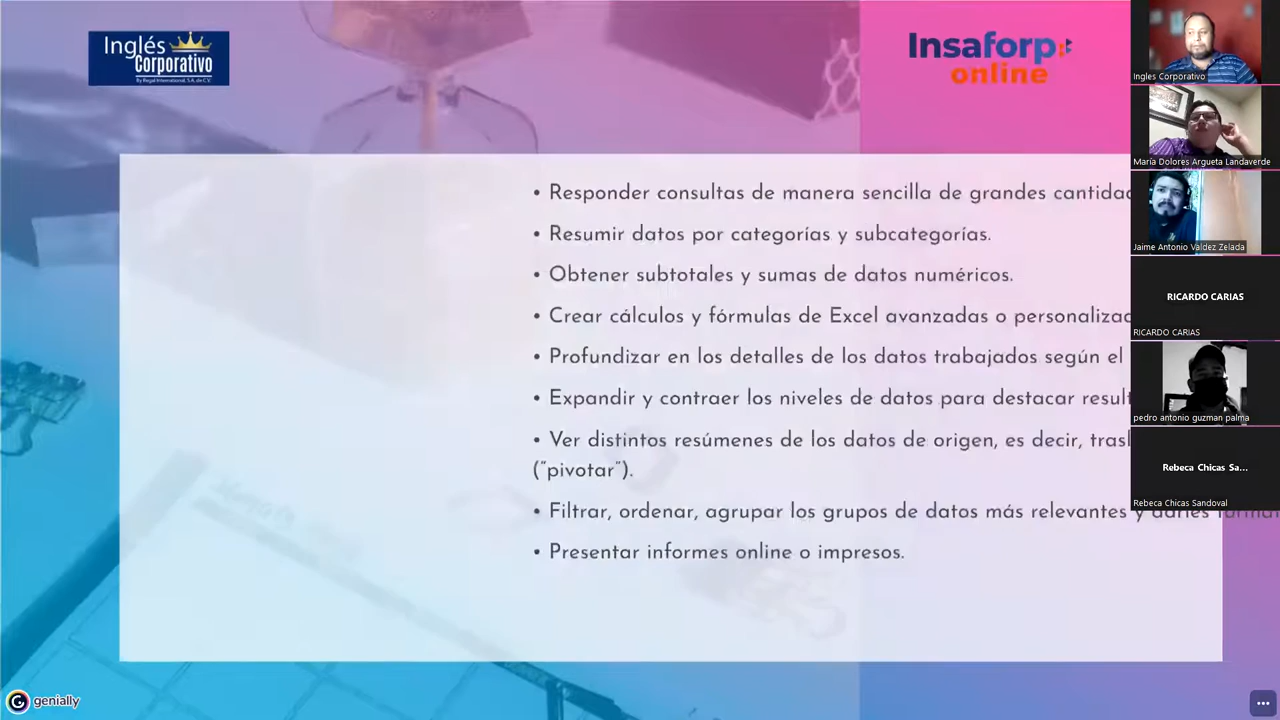 Inglés
Corporativo
By Regal International, S.A. de C.V.
Insaforp
online
• Responder consultas de manera sencilla de grandes
• Resumir datos por categorías y subcategorías.
• Obtener subtotales y sumas de datos numéricos.
• Crear cálculos y fórmulas de Excel avanzadas o
• Profundizar en los detalles de los datos trabajados según el
• Expandir y contraer los niveles de datos para destacar
• Ver distintos resúmenes de los datos de origen, es decir,
("pivotar").
• Filtrar, ordenar, agrupar los grupos de datos más relevantes y darles
• Presentar informes online o impresos.
Ingles Corporativo
María Dolores Argueta Landaverde
Jaime Antonio Valdez Zelada
RICARDO CARIAS
RICARDO CARIAS
pedro antonio guzman palma
Rebeca Chicas Sa...
Rebeca Chicas Sandoval
genially